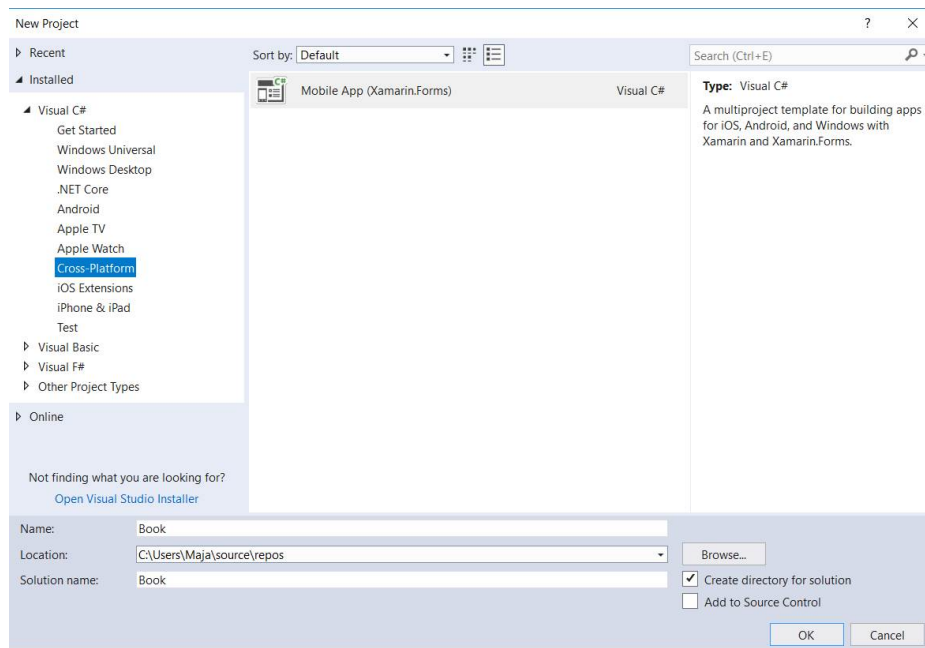 New Project
? ×
Recent
Installed
Visual C#
Get Started
Windows Universal
Windows Desktop
.NET Core
Android
Apple TV
Apple Watch
Cross-Platform
iOS Extensions
iPhone & iPad
Test
Visual Basic
Visual F#
Other Project Types
Online
Not finding what you are looking for?
Open Visual Studio Installer
Sort by: Default
C#
Mobile App (Xamarin.Forms) Visual C#
Search (Ctrl+E)
Type: Visual C#
A multiproject template for building apps
for iOS, Android, and Windows with
Xamarin and Xamarin.Forms.
Name: Book
Location: C:\Users\Maja\source\repos
Browse...
Solution name: Book
Create directory for solution
Add to Source Control
OK Cancel